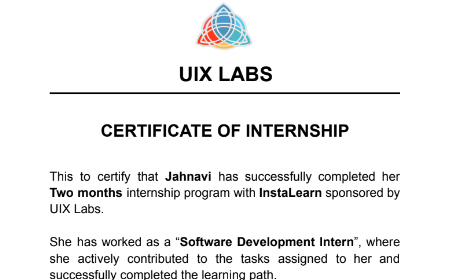 UIX LABS
CERTIFICATE OF INTERNSHIP
This to certify that Jahnavi has successfully completed her
Two months internship program with InstaLearn sponsored by
UIX Labs.
She has worked as a “Software Development Intern”, where
she actively contributed to the tasks assigned to her and
successfully completed the learning path.